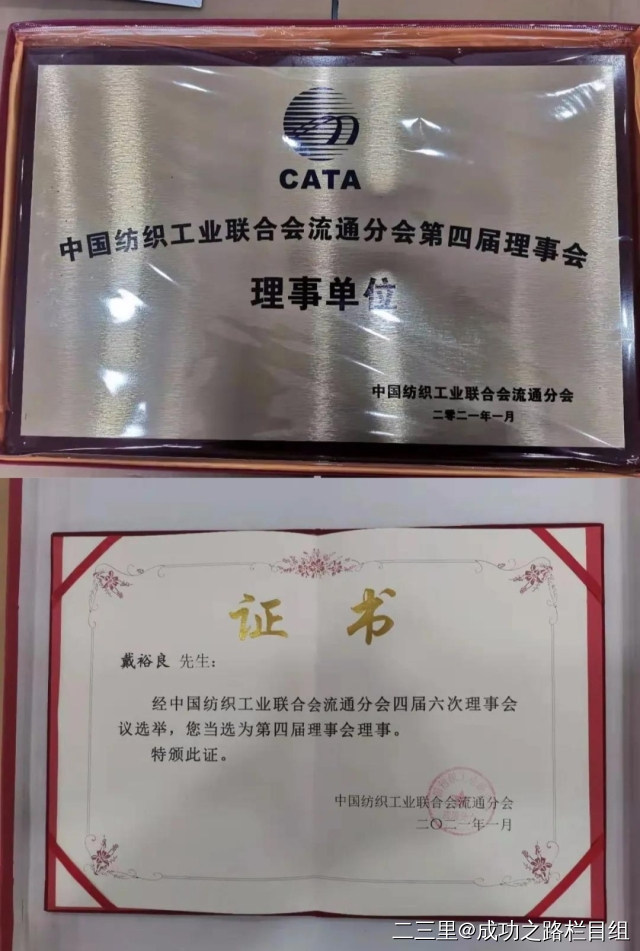 CATA
中国纺织工业联合会流通分会第四届理事会
理事单位
中国纺织工业联合会流通分会
二零二一年一月
证 书
戴裕良 先生：
经中国纺织工业联合会流通分会四届六次理事会
议选举，您当选为第四届理事会理事。
特颁此证。
中国纺织工业联合会流通分会
二〇二一年一月
二三里@成功之路栏目组